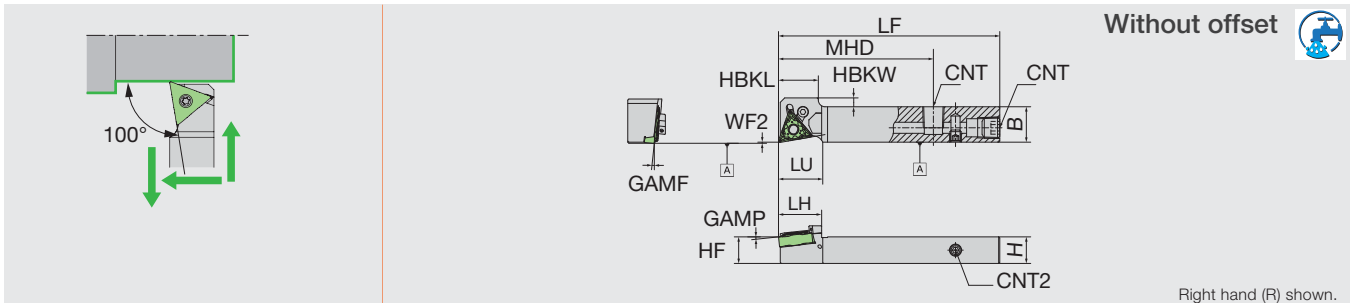 Without offset
LF
MHD
HBKL
HBKW
CNT
CNT
WF2
B
A
A
LU
GAMF
100°
LH
GAMP
HF
H
CNT2
Right hand (R) shown.